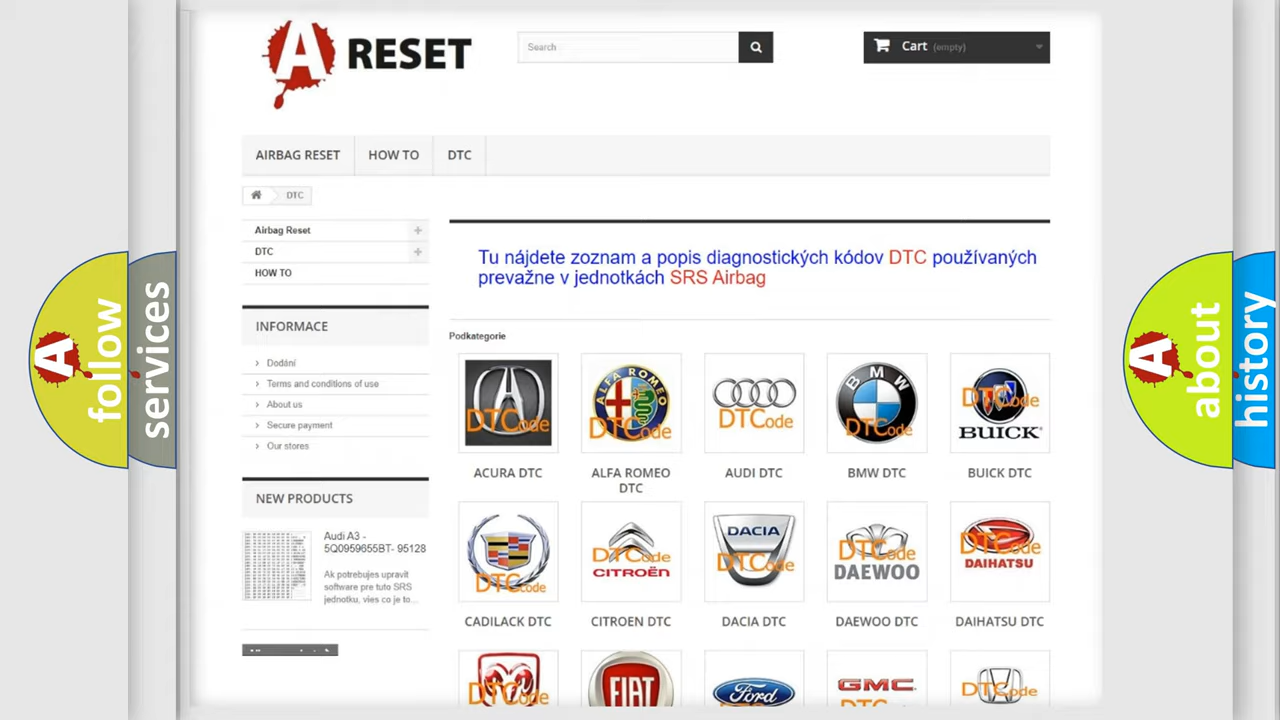 A RESET
Search
Cart (empty)
AIRBAG RESET HOW TO DTC
DTC
Airbag Reset
DTC
HOW TO
INFORMACE
Dodání
Terms and conditions of use
About us
Secure payment
Our stores
NEW PRODUCTS
Audi A3 -
5Q0959655BT- 95128
Ak potrebujes upravit
software pre tuto SRS
jednotku, vies co je to...
Tu nájdete zoznam a popis diagnostických kódov DTC používaných
prevažne v jednotkách SRS Airbag
Podkategorie
DTCode
ALFA ROMEO
DTCode
DTCode
BMW
DTCode
DTCode
BUICK
ACURA DTC
ALFA ROMEO
DTC
AUDI DTC
BMW DTC
BUICK DTC
DTCode
DTCode
CITROËN
DACIA
DTCode
DTCode
DAEWOO
DTCode
DAIHATSU
CADILACK DTC
CITROEN DTC
DACIA DTC
DAEWOO DTC
DAIHATSU DTC
DTCode
FIAT
Ford
GMC
DTCode
A follow
services
A about
history